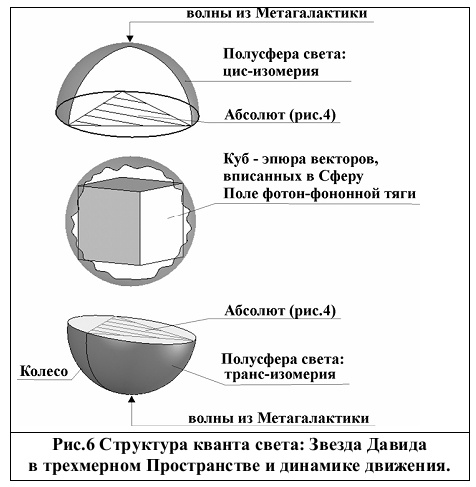 волны из Метагалактики
Полусфера света:
цис-изомерия
Абсолют (рис.4)
Куб - эпюра векторов,
вписанных в Сферу
Поле фотон-фононной тяги
Абсолют (рис.4)
Полусфера света:
транс-изомерия
Колесо
волны из Метагалактики
Рис.6 Структура кванта света: Звезда Давида
в трехмерном Пространстве и динамике движения.